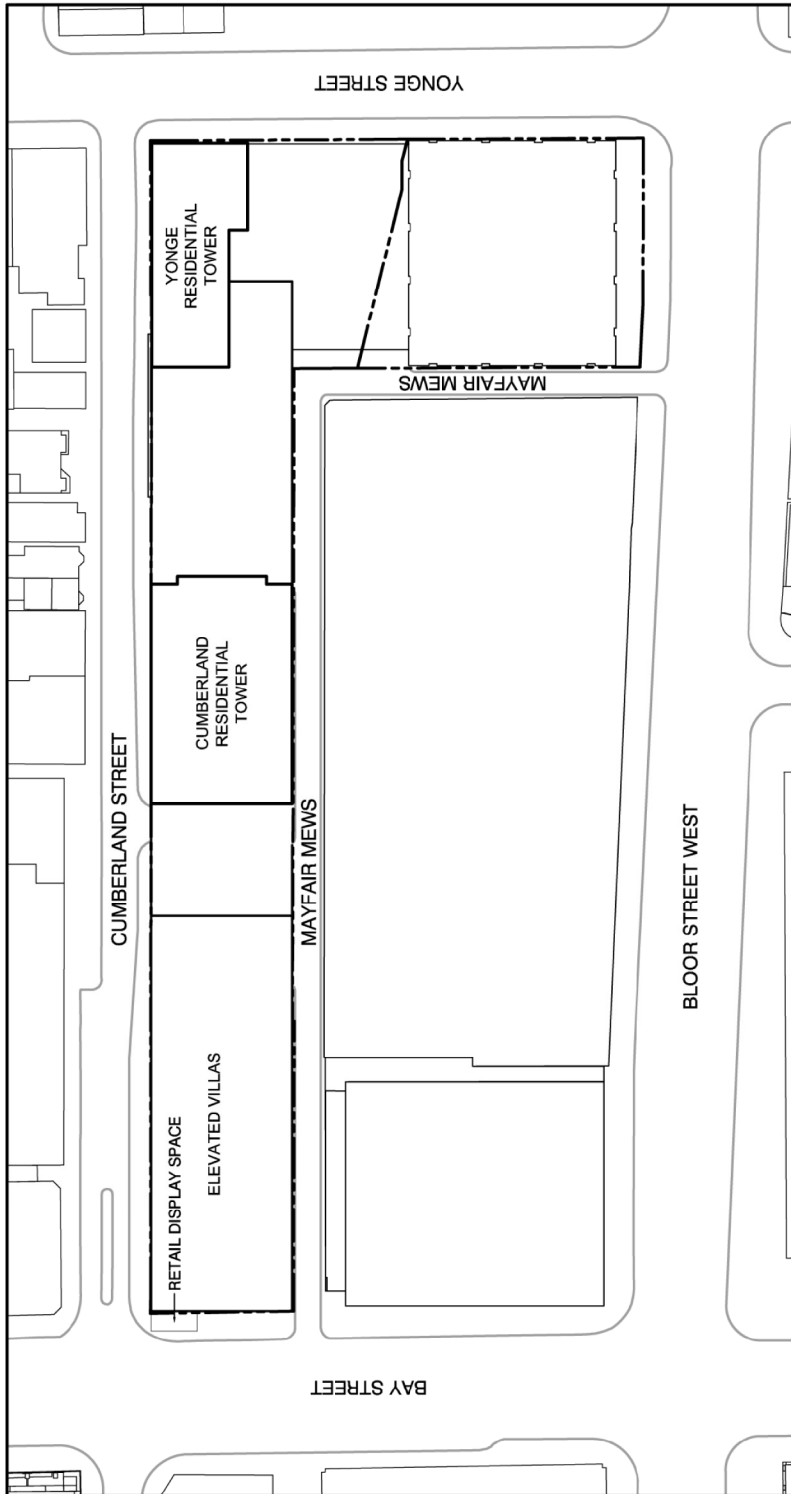 YONGE STREET
YONGE
RESIDENTIAL
TOWER
MAYFAIR MEWS
CUMBERLAND
RESIDENTIAL
TOWER
CUMBERLAND STREET
MAYFAIR MEWS
BLOOR STREET WEST
ELEVATED VILLAS
RETAIL DISPLAY SPACE
BAY STREET